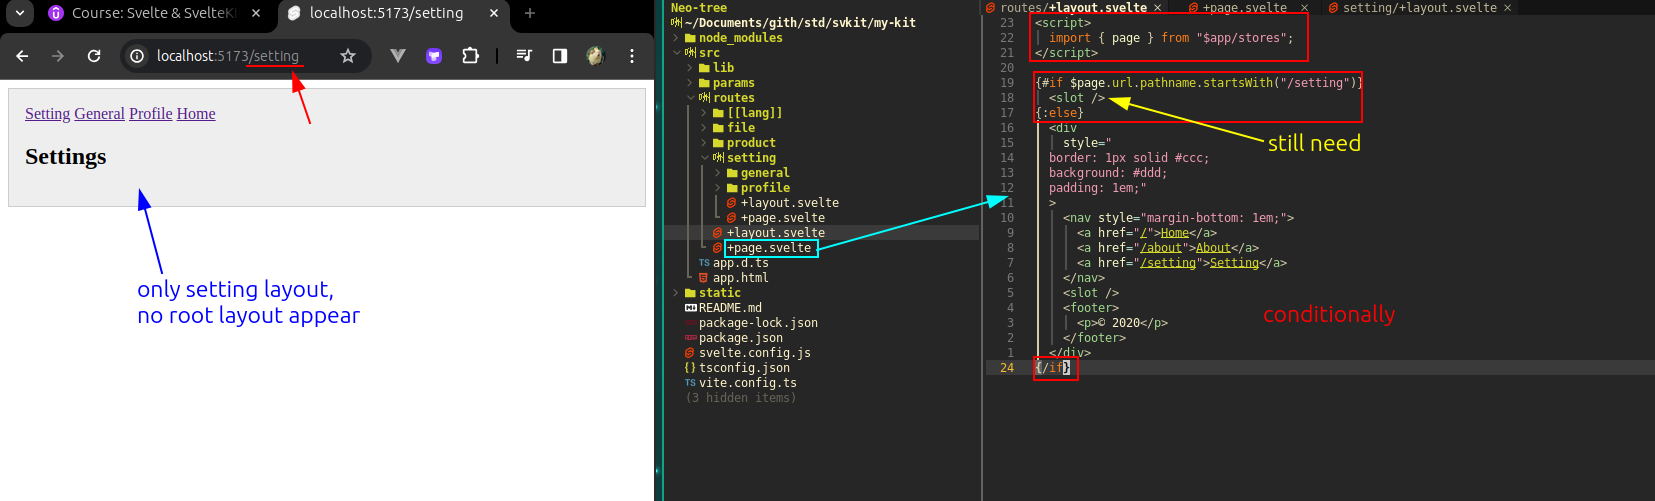 Course: Svelte & SvelteKi
localhost:5173/setting
localhost:5173/setting
Setting General Profile Home
Settings
only setting layout,
no root layout appear
Neo-tree
~/Documents/gith/std/svkit/my-kit
node_modules
src
lib
params
routes
[[lang]]
file
product
setting
general
profile
+layout.svelte
+page.svelte
+layout.svelte
+page.svelte
TS app.d.ts
app.html
static
README.md
package-lock.json
package.json
svelte.config.js
tsconfig.json
TS vite.config.ts
(3 hidden items)
routes/+layout.svelte
+page.svelte
setting/+layout.svelte
23 <script>
22 import { page } from "$app/stores";
21 </script>
20
19 {#if $page.url.pathname.startsWith("/setting")}
18 <slot />
17 {:else}
16 <div
15 style="
14 border: 1px solid #ccc;
13 background: #ddd;
12 padding: 1em;"
11 >
10 <nav style="margin-bottom: 1em;">
9 <a href="/">Home</a>
8 <a href="/about">About</a>
7 <a href="/setting">Setting</a>
6 </nav>
5 <slot />
4 <footer>
3 <p>© 2020</p>
2 </footer>
1 </div>
24 {/if}
still need
conditionally